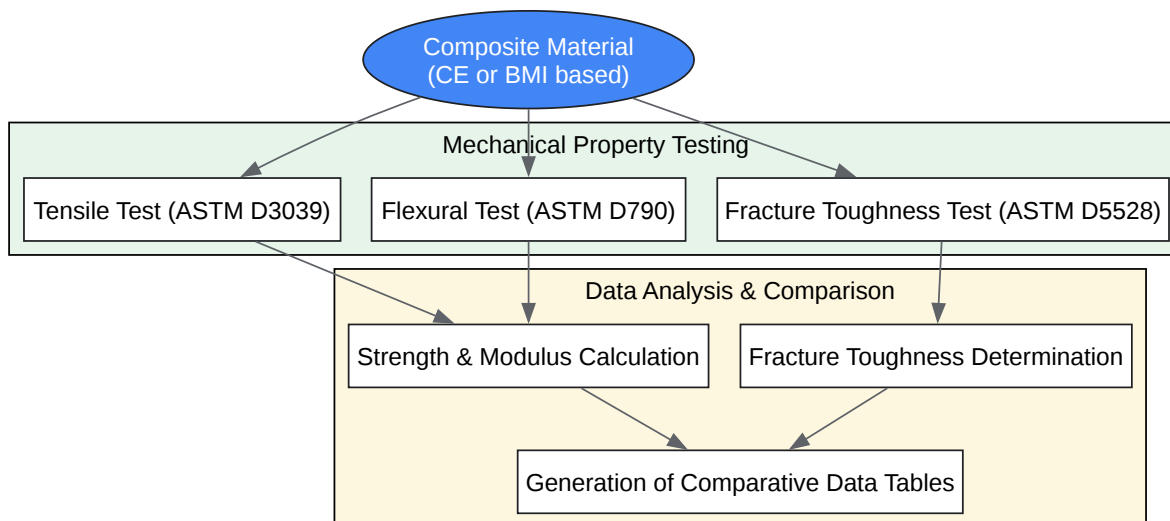 Composite Material
(CE or BMI based)
Mechanical Property Testing
Tensile Test (ASTM D3039)
Flexural Test (ASTM D790)
Fracture Toughness Test (ASTM D5528)
Data Analysis & Comparison
Strength & Modulus Calculation
Fracture Toughness Determination
Generation of Comparative Data Tables